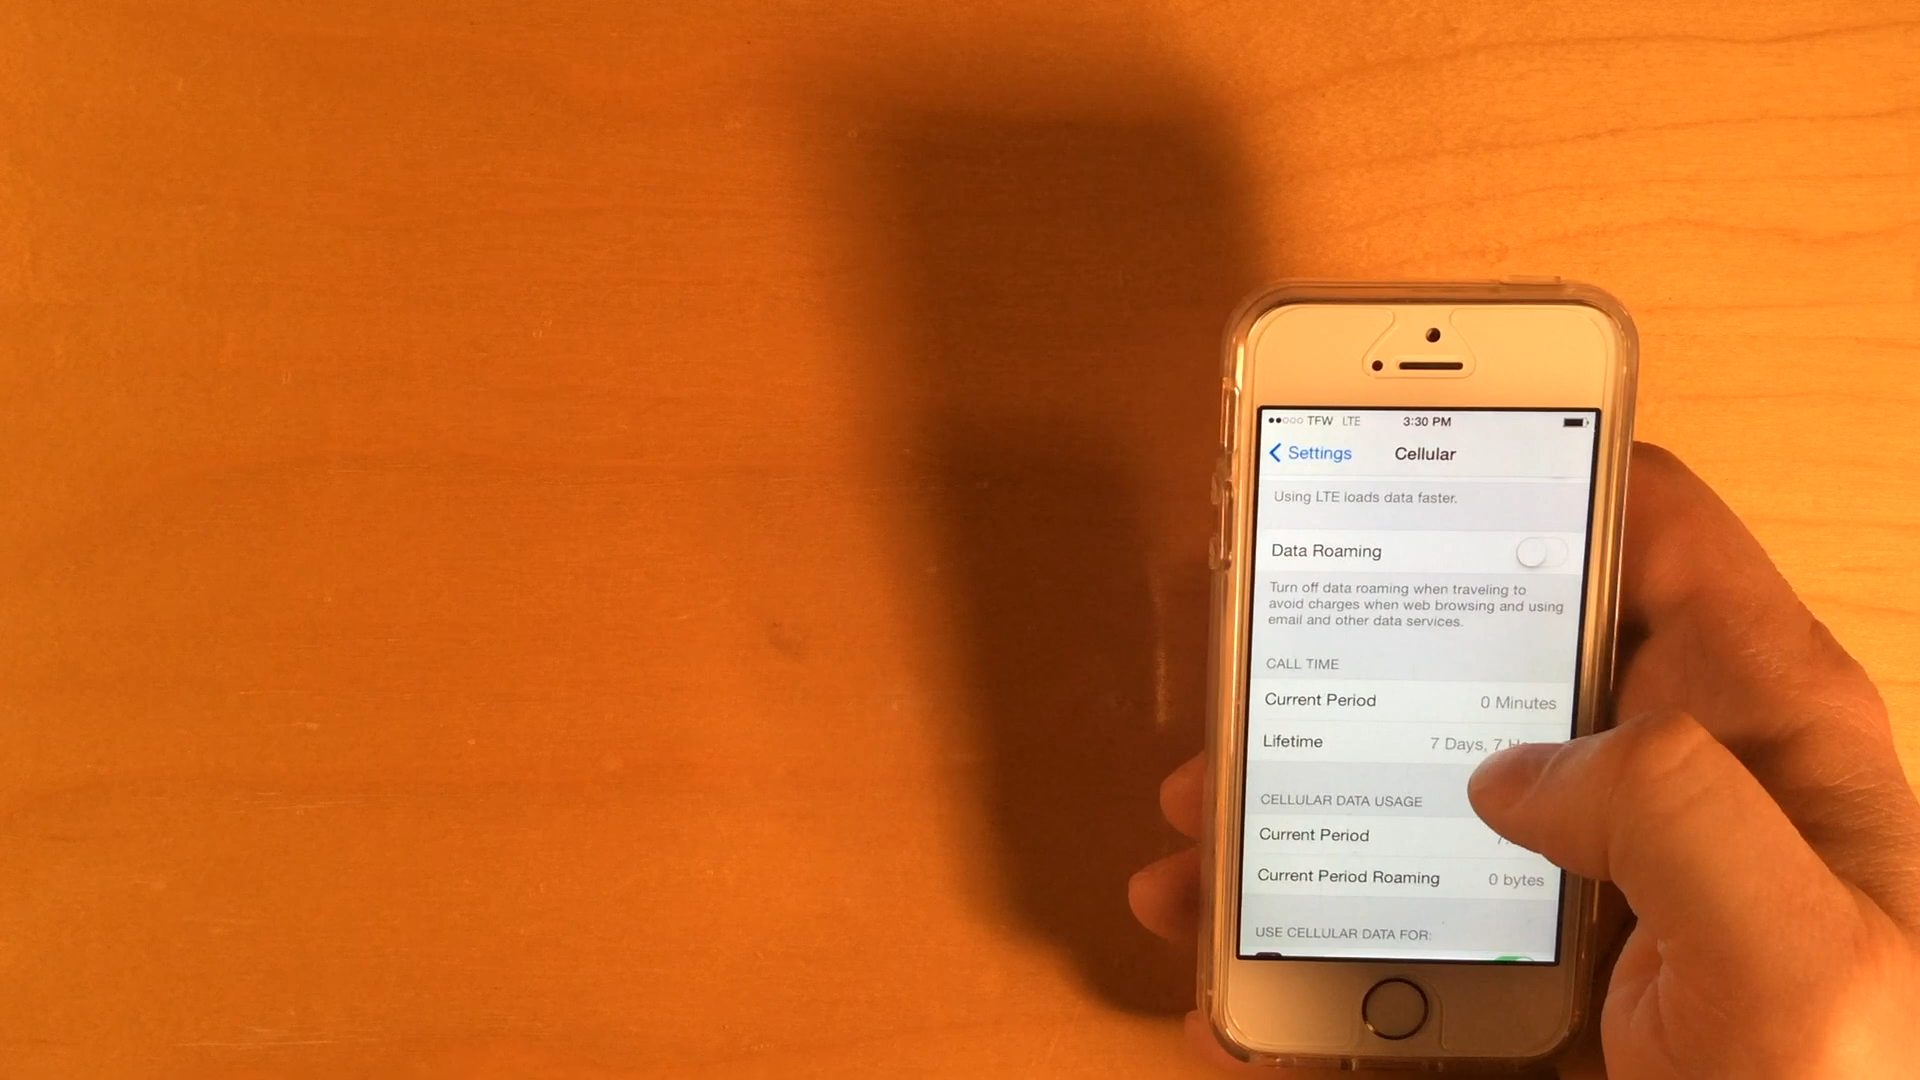 TFW LTE 3:30 PM
Settings Cellular
Using LTE loads data faster.
Data Roaming
Turn off data roaming when traveling to
avoid charges when web browsing and using
email and other data services.
CALL TIME
Current Period 0 Minutes
Lifetime 7 Days, 7
CELLULAR DATA USAGE
Current Period
Current Period Roaming 0 bytes
USE CELLULAR DATA FOR: